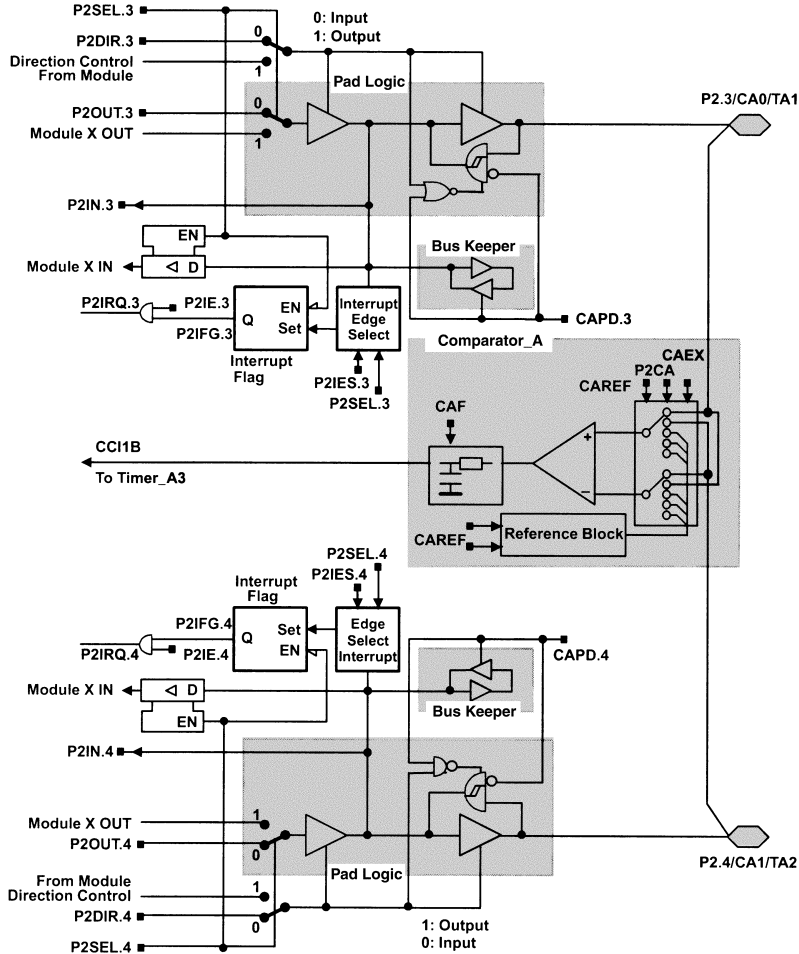 P2SEL.3
P2DIR.3
Direction Control
From Module
0
1
0: Input
1: Output
Pad Logic
P2OUT.3
Module X OUT
0
1
P2.3/CA0/TA1
P2IN.3
EN
D
Module X IN
Bus Keeper
P2IRQ.3
P2IE.3
P2IFG.3
Q
EN
Set
Interrupt
Flag
Interrupt
Edge
Select
P2IES.3
P2SEL.3
CAPD.3
Comparator_A
CAREF
P2CA
CAEX
CAF
+
−
CCI1B
To Timer_A3
CAREF
Reference Block
P2SEL.4
P2IES.4
Interrupt
Flag
P2IFG.4
P2IRQ.4
P2IE.4
Q
Set
EN
Edge
Select
Interrupt
CAPD.4
Module X IN
D
EN
Bus Keeper
P2IN.4
Module X OUT
P2OUT.4
1
0
Pad Logic
P2.4/CA1/TA2
From Module
Direction Control
P2DIR.4
1
0
1: Output
0: Input
P2SEL.4